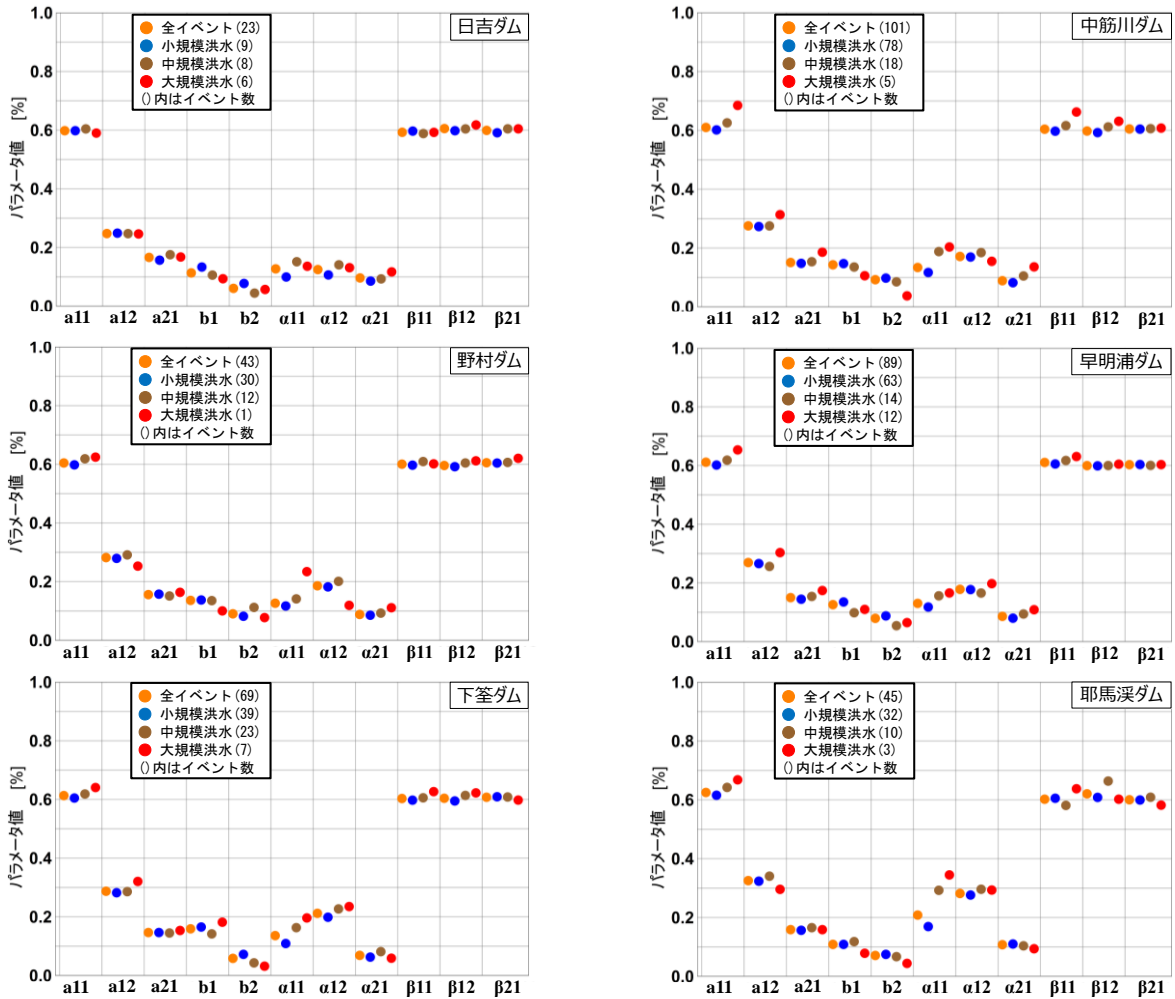 日吉ダム
全イベント(23)
小規模洪水(9)
中規模洪水(8)
大規模洪水(6)
()内はイベント数
パラメータ値 [%]
1.0
0.8
0.6
0.4
0.2
0.0
a11 a12 a21 b1 b2 α11 α12 α21 β11 β12 β21
中筋川ダム
全イベント(101)
小規模洪水(78)
中規模洪水(18)
大規模洪水(5)
()内はイベント数
パラメータ値 [%]
1.0
0.8
0.6
0.4
0.2
0.0
a11 a12 a21 b1 b2 α11 α12 α21 β11 β12 β21
野村ダム
全イベント(43)
小規模洪水(30)
中規模洪水(12)
大規模洪水(1)
()内はイベント数
パラメータ値 [%]
1.0
0.8
0.6
0.4
0.2
0.0
a11 a12 a21 b1 b2 α11 α12 α21 β11 β12 β21
早明浦ダム
全イベント(89)
小規模洪水(63)
中規模洪水(14)
大規模洪水(12)
()内はイベント数
パラメータ値 [%]
1.0
0.8
0.6
0.4
0.2
0.0
a11 a12 a21 b1 b2 α11 α12 α21 β11 β12 β21
下筌ダム
全イベント(69)
小規模洪水(39)
中規模洪水(23)
大規模洪水(7)
()内はイベント数
パラメータ値 [%]
1.0
0.8
0.6
0.4
0.2
0.0
a11 a12 a21 b1 b2 α11 α12 α21 β11 β12 β21
耶馬渓ダム
全イベント(45)
小規模洪水(32)
中規模洪水(10)
大規模洪水(3)
()内はイベント数
パラメータ値 [%]
1.0
0.8
0.6
0.4
0.2
0.0
a11 a12 a21 b1 b2 α11 α12 α21 β11 β12 β21